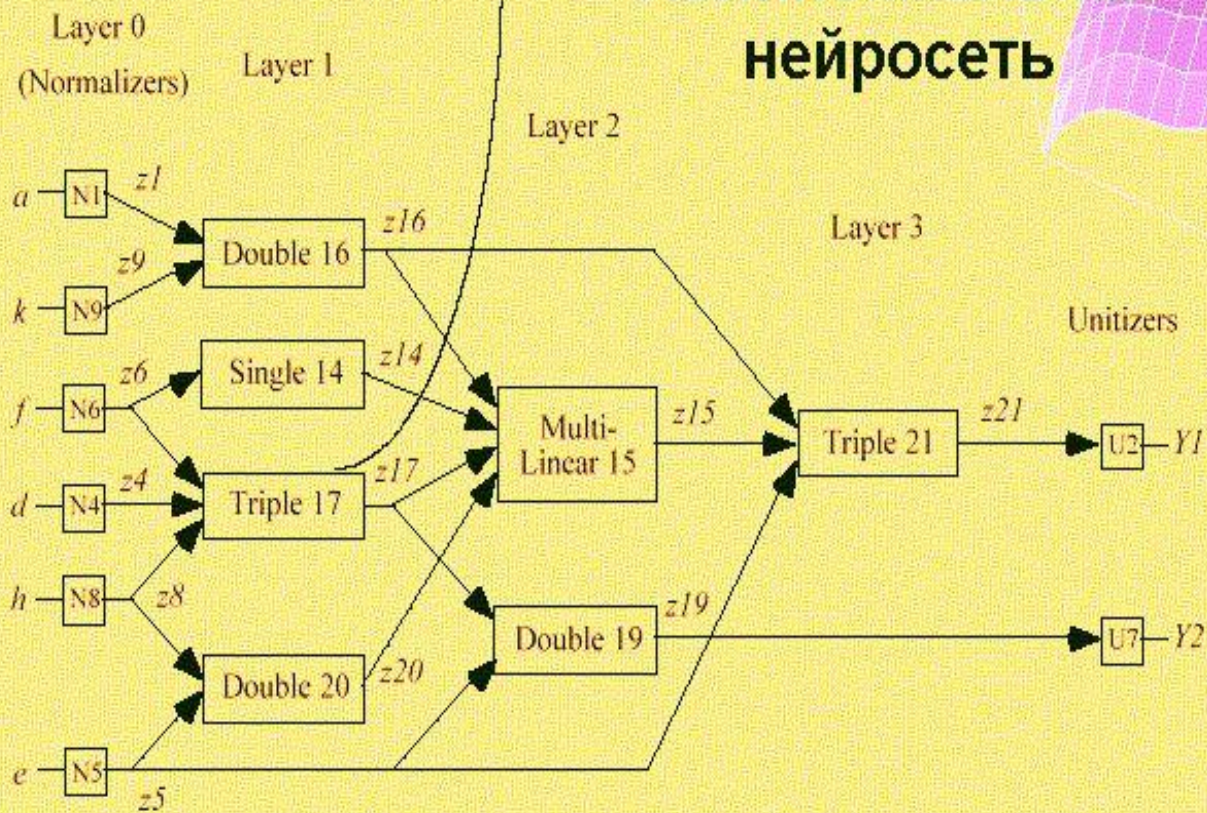 Layer 0
(Normalizers)
Layer 1
нейросеть
Layer 2
Layer 3
Unitizers
a
N1
z1
k
N9
z9
Double 16
z16
f
N6
z6
Single 14
z14
d
N4
z4
Triple 17
z17
h
N8
z8
Double 20
z20
e
N5
z5
Multi-
Linear 15
z15
Double 19
z19
Triple 21
z21
U2
Y1
U7
Y2